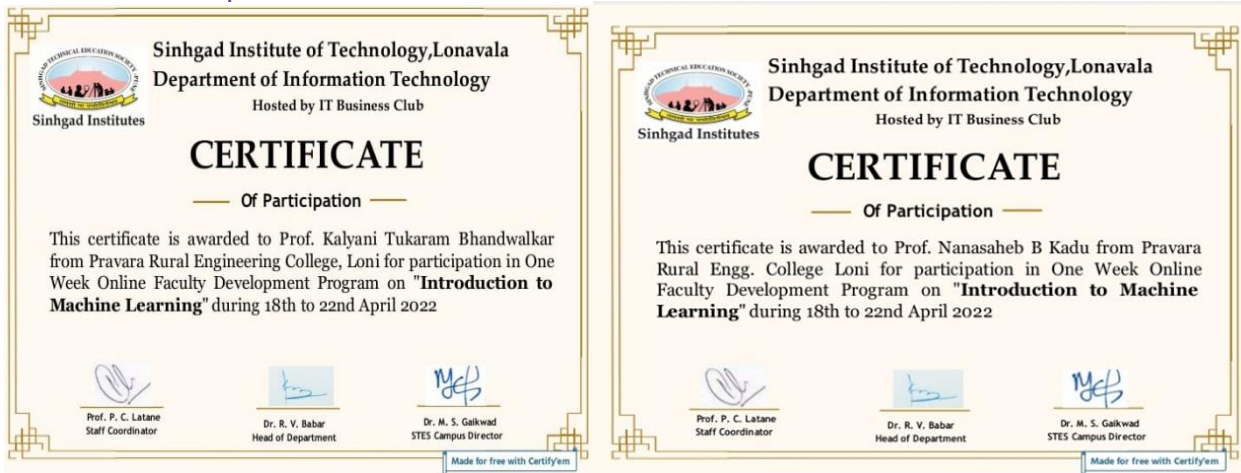 Sinhgad Institute of Technology,Lonavala
Department of Information Technology
Hosted by IT Business Club
Sinhgad Institutes
CERTIFICATE
Of Participation
This certificate is awarded to Prof. Kalyani Tukaram Bhandwalkar
from Pravara Rural Engineering College, Loni for participation in One
Week Online Faculty Development Program on "Introduction to
Machine Learning" during 18th to 22nd April 2022
Prof. P. C. Latane
Staff Coordinator
Dr. R. V. Babar
Head of Department
Dr. M. S. Gaikwad
STES Campus Director
Made for free with Certify'em
Sinhgad Institute of Technology,Lonavala
Department of Information Technology
Hosted by IT Business Club
Sinhgad Institutes
CERTIFICATE
Of Participation
This certificate is awarded to Prof. Nanasaheb B Kadu from Pravara
Rural Engg. College Loni for participation in One Week Online
Faculty Development Program on "Introduction to Machine
Learning" during 18th to 22nd April 2022
Prof. P. C. Latane
Staff Coordinator
Dr. R. V. Babar
Head of Department
Dr. M. S. Gaikwad
STES Campus Director
Made for free with Certify'em